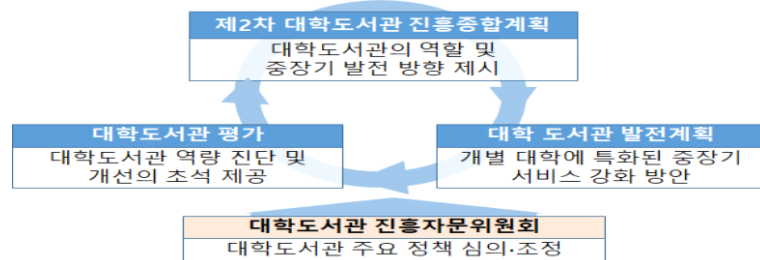 제2차 대학도서관 진흥종합계획
대학도서관의 역할 및
중장기 발전 방향 제시
대학도서관 평가
대학도서관 역량 진단 및
개선의 초석 제공
대학 도서관 발전계획
개별 대학에 특화된 중장기
서비스 강화 방안
대학도서관 진흥자문위원회
대학도서관 주요 정책 심의·조정